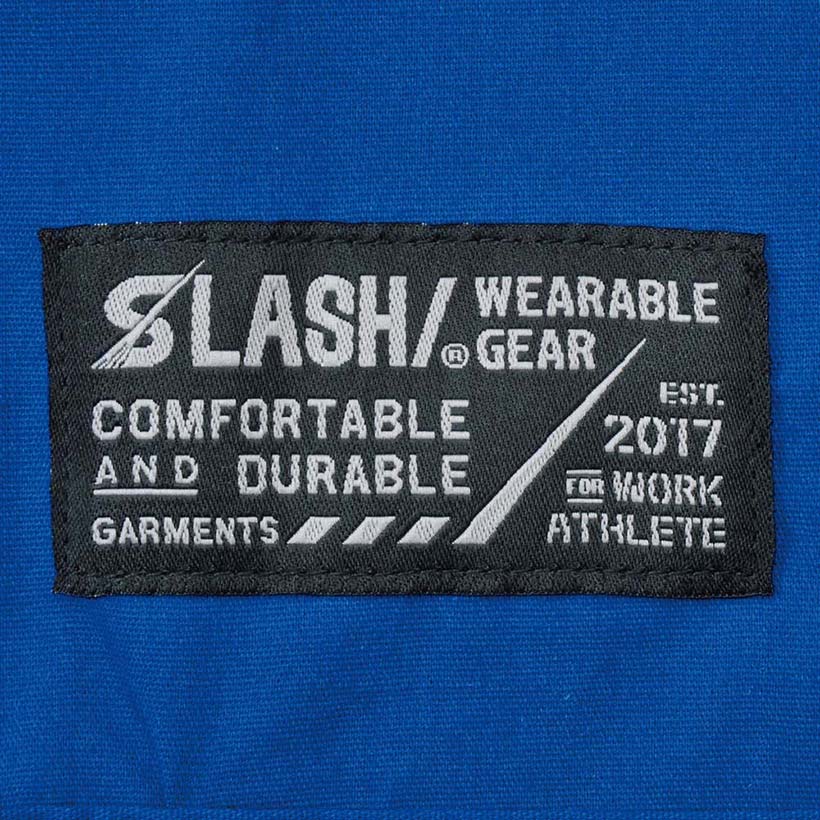 SLASH/® WEARABLE
GEAR
COMFORTABLE
AND DURABLE
GARMENTS
EST.
2017
FOR WORK
ATHLETE